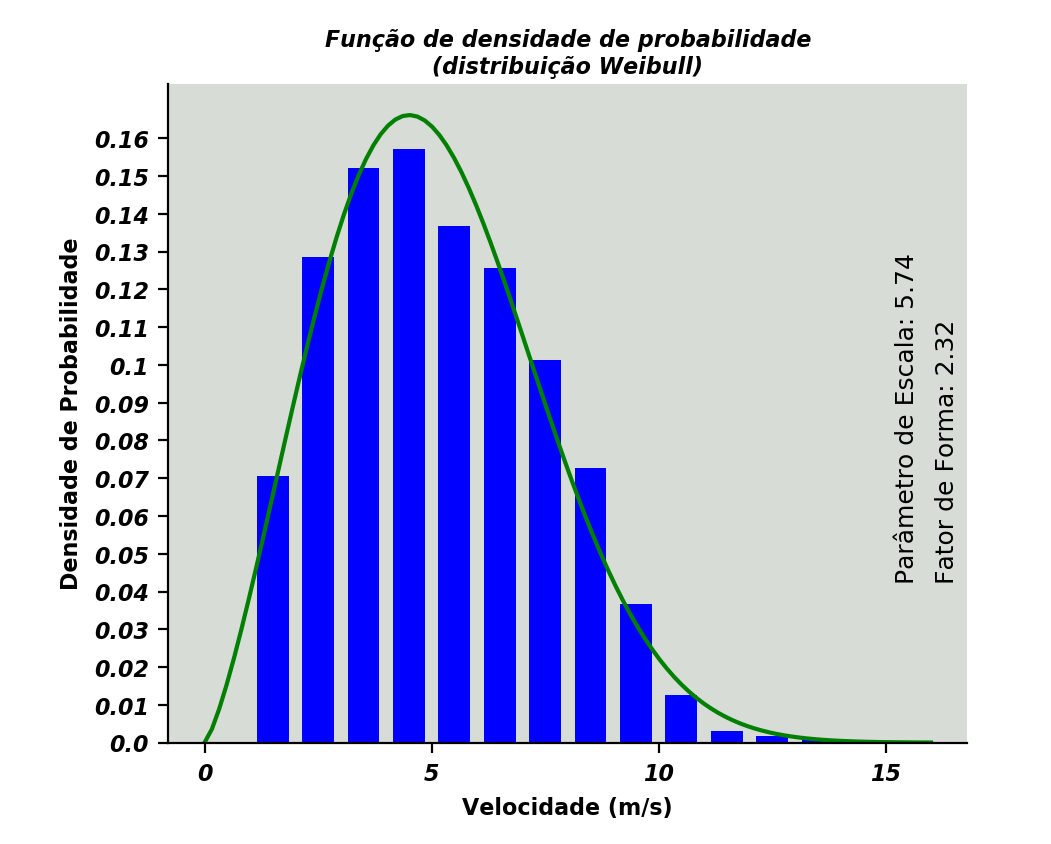 Função de densidade de probabilidade
(distribuição Weibull)
Densidade de Probabilidade
0.16
0.15
0.14
0.13
0.12
0.11
0.1
0.09
0.08
0.07
0.06
0.05
0.04
0.03
0.02
0.01
0.0
Parâmetro de Escala: 5.74
Fator de Forma: 2.32
0 5 10 15
Velocidade (m/s)